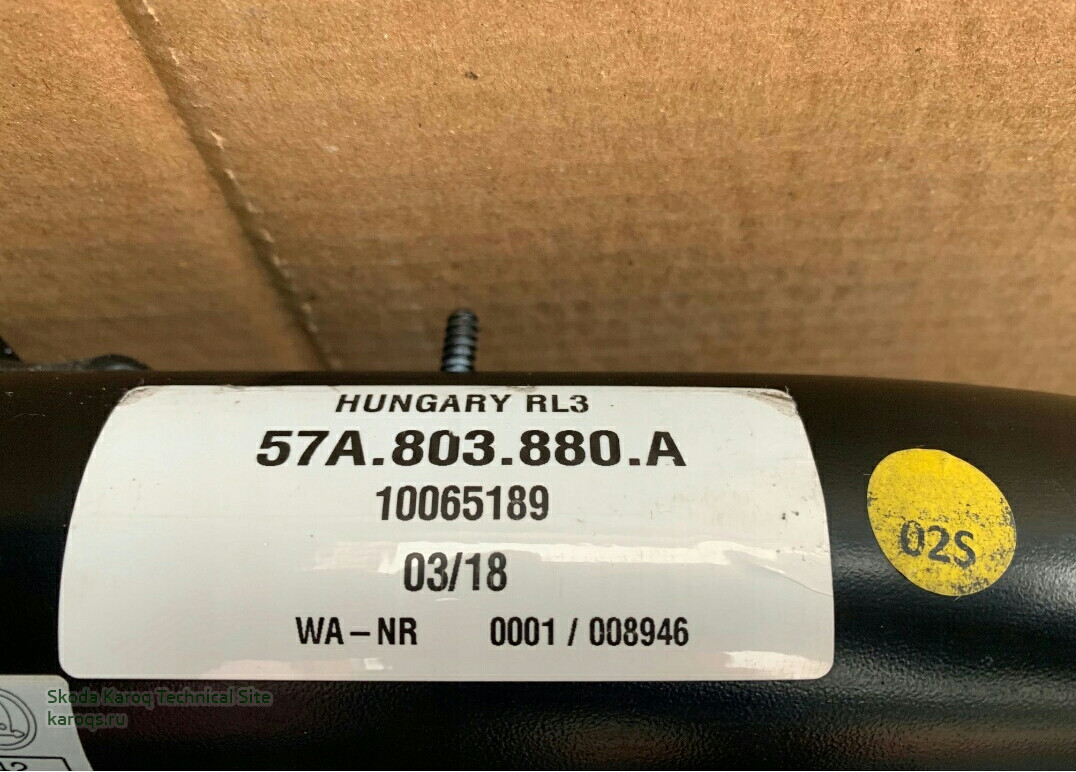 HUNGARY RL3
57A.803.880.A
10065189
03/18
WA-NR 0001 / 008946
02S
Skoda Karoq Technical Site
karoqs.ru